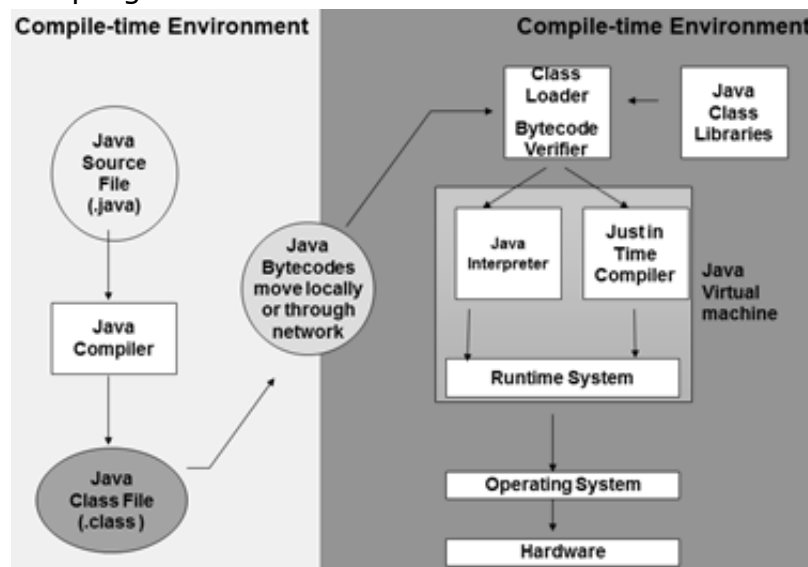 Compile-time Environment
Compile-time Environment
Java
Source
File
(.java)
Java
Compiler
Java
Class File
(.class )
Java
Bytecodes
move locally
or through
network
Class
Loader
Bytecode
Verifier
Java
Class
Libraries
Java
Interpreter
Just in
Time
Compiler
Java
Virtual
machine
Runtime System
Operating System
Hardware